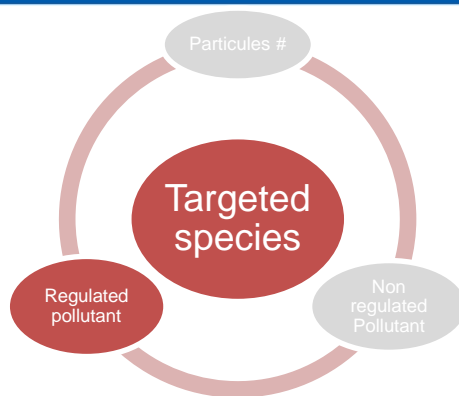 Particules #
Targeted
species
Regulated
pollutant
Non
regulated
Pollutant